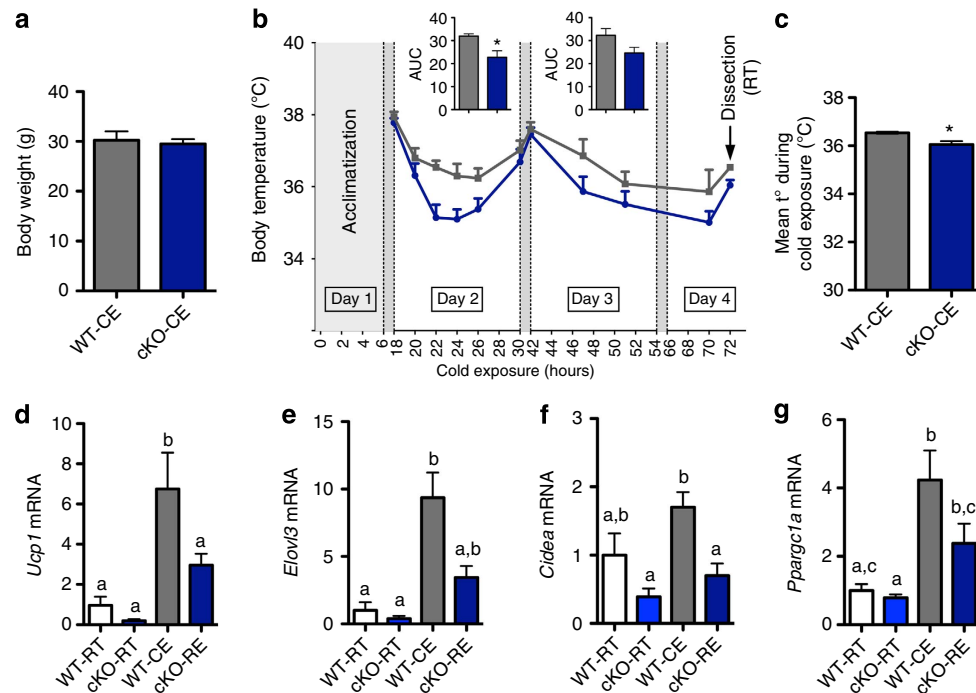 a
Body weight (g)
40
30
20
10
0
WT-CE
cKO-CE
b
Body temperature (°C)
40
38
36
34
Acclimatization
AUC
40
30
20
10
0
*
AUC
40
30
20
10
0
Dissection
(RT)
Day 1
Day 2
Day 3
Day 4
0 2 4 6 18 20 22 24 26 28 30 42 44 46 48 50 52 54 66 68 70 72
Cold exposure (hours)
c
Mean t° during
cold exposure (°C)
38
36
34
32
30
*
WT-CE
cKO-CE
d
Ucp1 mRNA
10
8
6
4
2
0
a
a
b
a
WT-RT
cKO-RT
WT-CE
cKO-RE
e
Elovl3 mRNA
15
10
5
0
a
a
b
a,b
WT-RT
cKO-RT
WT-CE
cKO-RE
f
Cidea mRNA
3
2
1
0
a,b
a
b
a
WT-RT
cKO-RT
WT-CE
cKO-RE
g
Ppargc1a mRNA
6
4
2
0
a,c
a
b
b,c
WT-RT
cKO-RT
WT-CE
cKO-RE